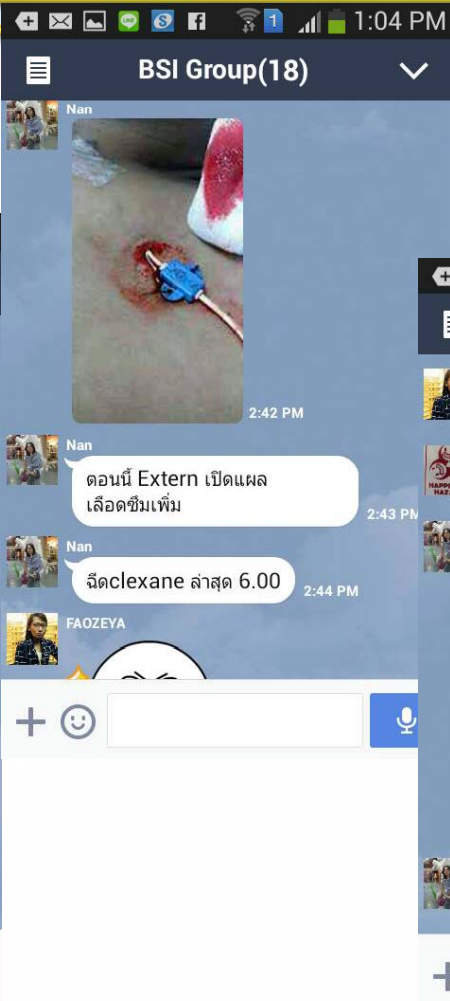 1
1:04 PM
BSI Group(18)
Nan
2:42 PM
Nan
ตอนนี้ Extern เปิดแผล
เลือดซึมเพิ่ม
2:43 PM
Nan
ฉีดclexane ล่าสุด 6.00
2:44 PM
FAOZEYA